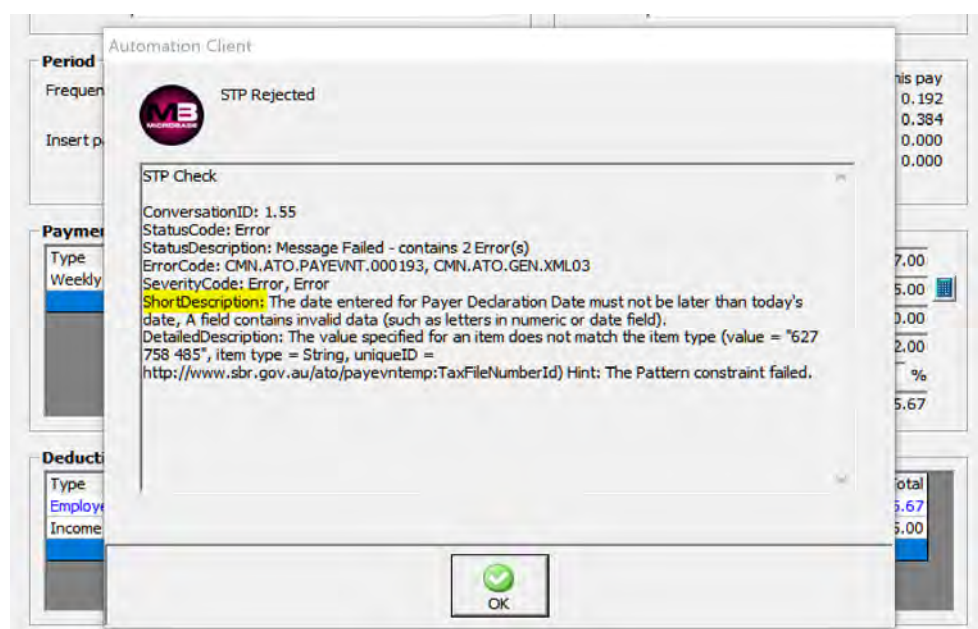 Automation Client
STP Rejected
MB
MICROBASE
STP Check
ConversationID: 1.55
StatusCode: Error
StatusDescription: Message Failed - contains 2 Error(s)
ErrorCode: CMN.ATO.PAYEVNT.000193, CMN.ATO.GEN.XML03
SeverityCode: Error, Error
ShortDescription: The date entered for Payer Declaration Date must not be later than today's
date, A field contains invalid data (such as letters in numeric or date field).
DetailedDescription: The value specified for an item does not match the item type (value = "627
758 485", item type = String, uniqueID =
http://www.sbr.gov.au/ato/payevntemp:TaxFileNumberId) Hint: The Pattern constraint failed.
OK
Period
Frequen
Insert p
his pay
0.192
0.384
0.000
0.000
Paymen
Type
Weekly
7.00
5.00
0.00
2.00
%
5.67
Deducti
Type
otal
Employe
5.67
Income
5.00